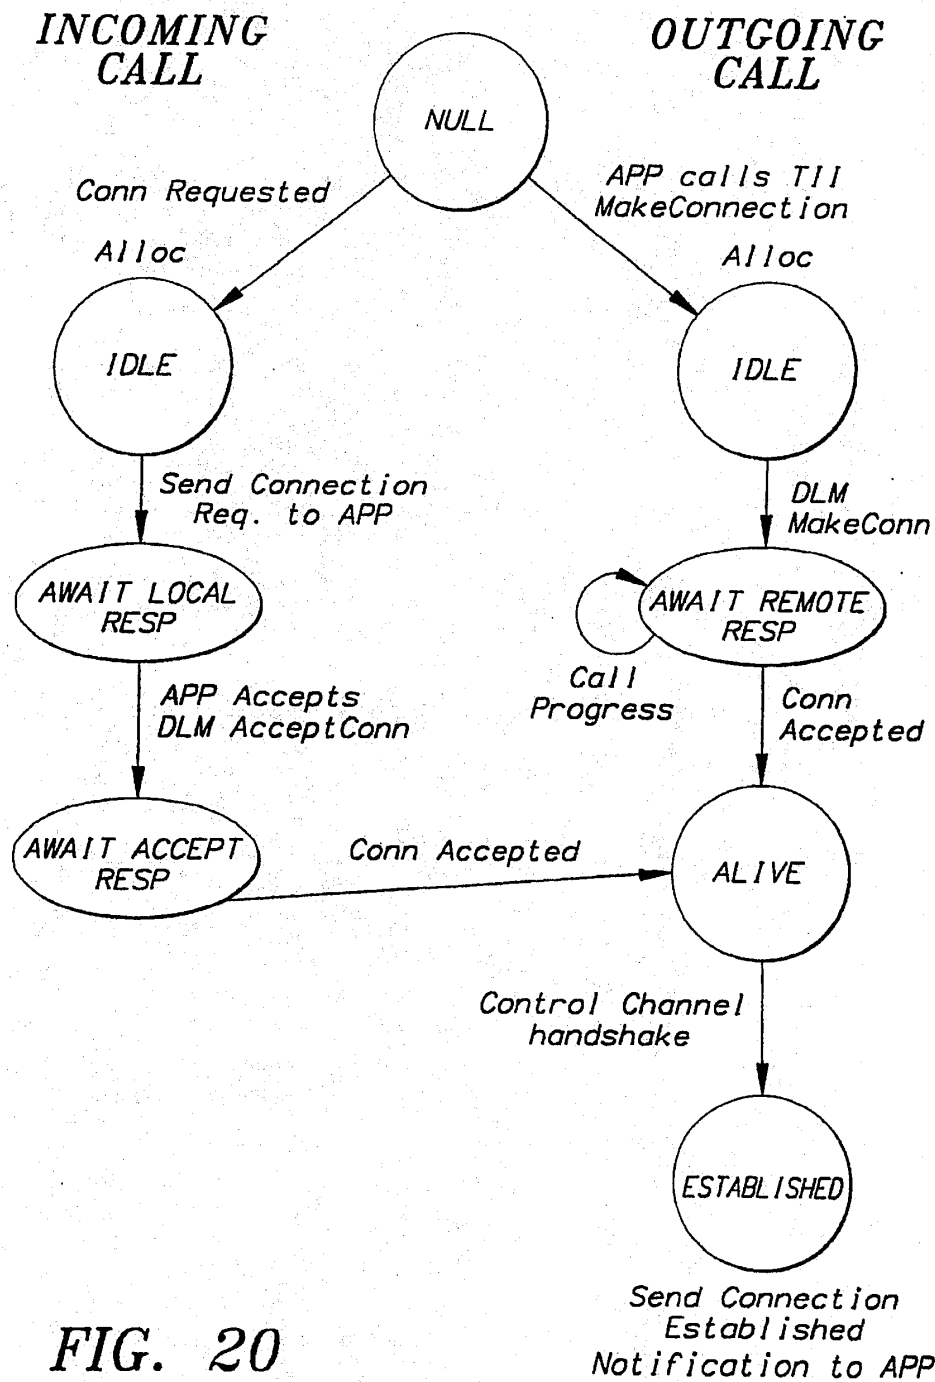 INCOMING
CALL
OUTGOING
CALL
NULL
Conn Requested
APP calls TII
MakeConnection
Alloc
Alloc
IDLE
IDLE
Send Connection
Req. to APP
DLM
MakeConn
AWAIT LOCAL
RESP
AWAIT REMOTE
RESP
Call
Progress
APP Accepts
DLM AcceptConn
Conn
Accepted
AWAIT ACCEPT
RESP
Conn Accepted
ALIVE
Control Channel
handshake
ESTABLISHED
Send Connection
Established
Notification to APP
FIG. 20